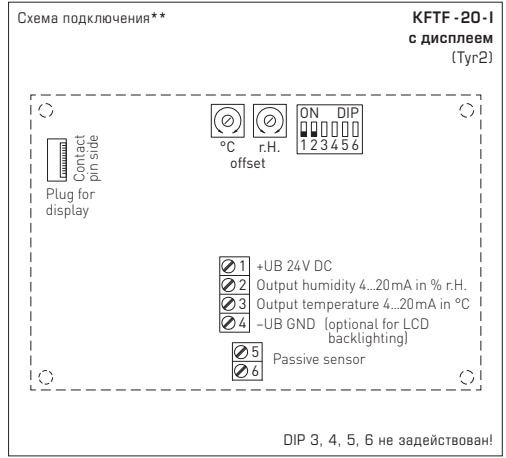 Схема подключения**
KFTF - 20 - I
с дисплеем
(Tyr2)
ON DIP
1 2 3 4 5 6
°C r.H.
offset
Contact
pin side
Plug for
display
1 +UB 24V DC
2 Output humidity 4...20mA in % r.H.
3 Output temperature 4...20mA in °C
4 –UB GND (optional for LCD
backlighting)
5
Passive sensor
6
DIP 3, 4, 5, 6 не задействован!